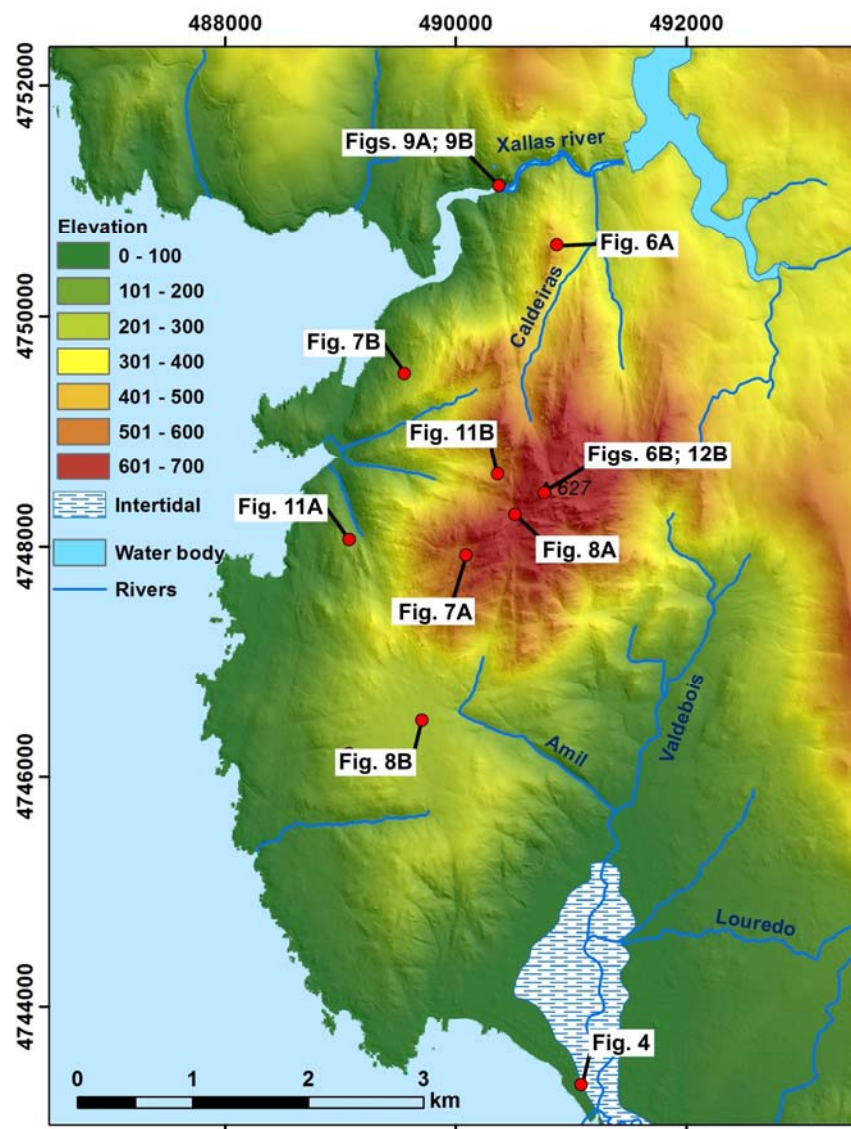 488000
490000
492000
4752000
Figs. 9A; 9B
Xallas river
Elevation
0 - 100
101 - 200
201 - 300
301 - 400
401 - 500
501 - 600
601 - 700
Intertidal
Water body
Rivers
Fig. 6A
4750000
Caldeiras
Fig. 7B
Fig. 11B
Figs. 6B; 12B
627
Fig. 11A
4748000
Fig. 8A
Fig. 7A
Valdebois
Amil
Fig. 8B
4746000
Louredo
4744000
Fig. 4
0 1 2 3
km